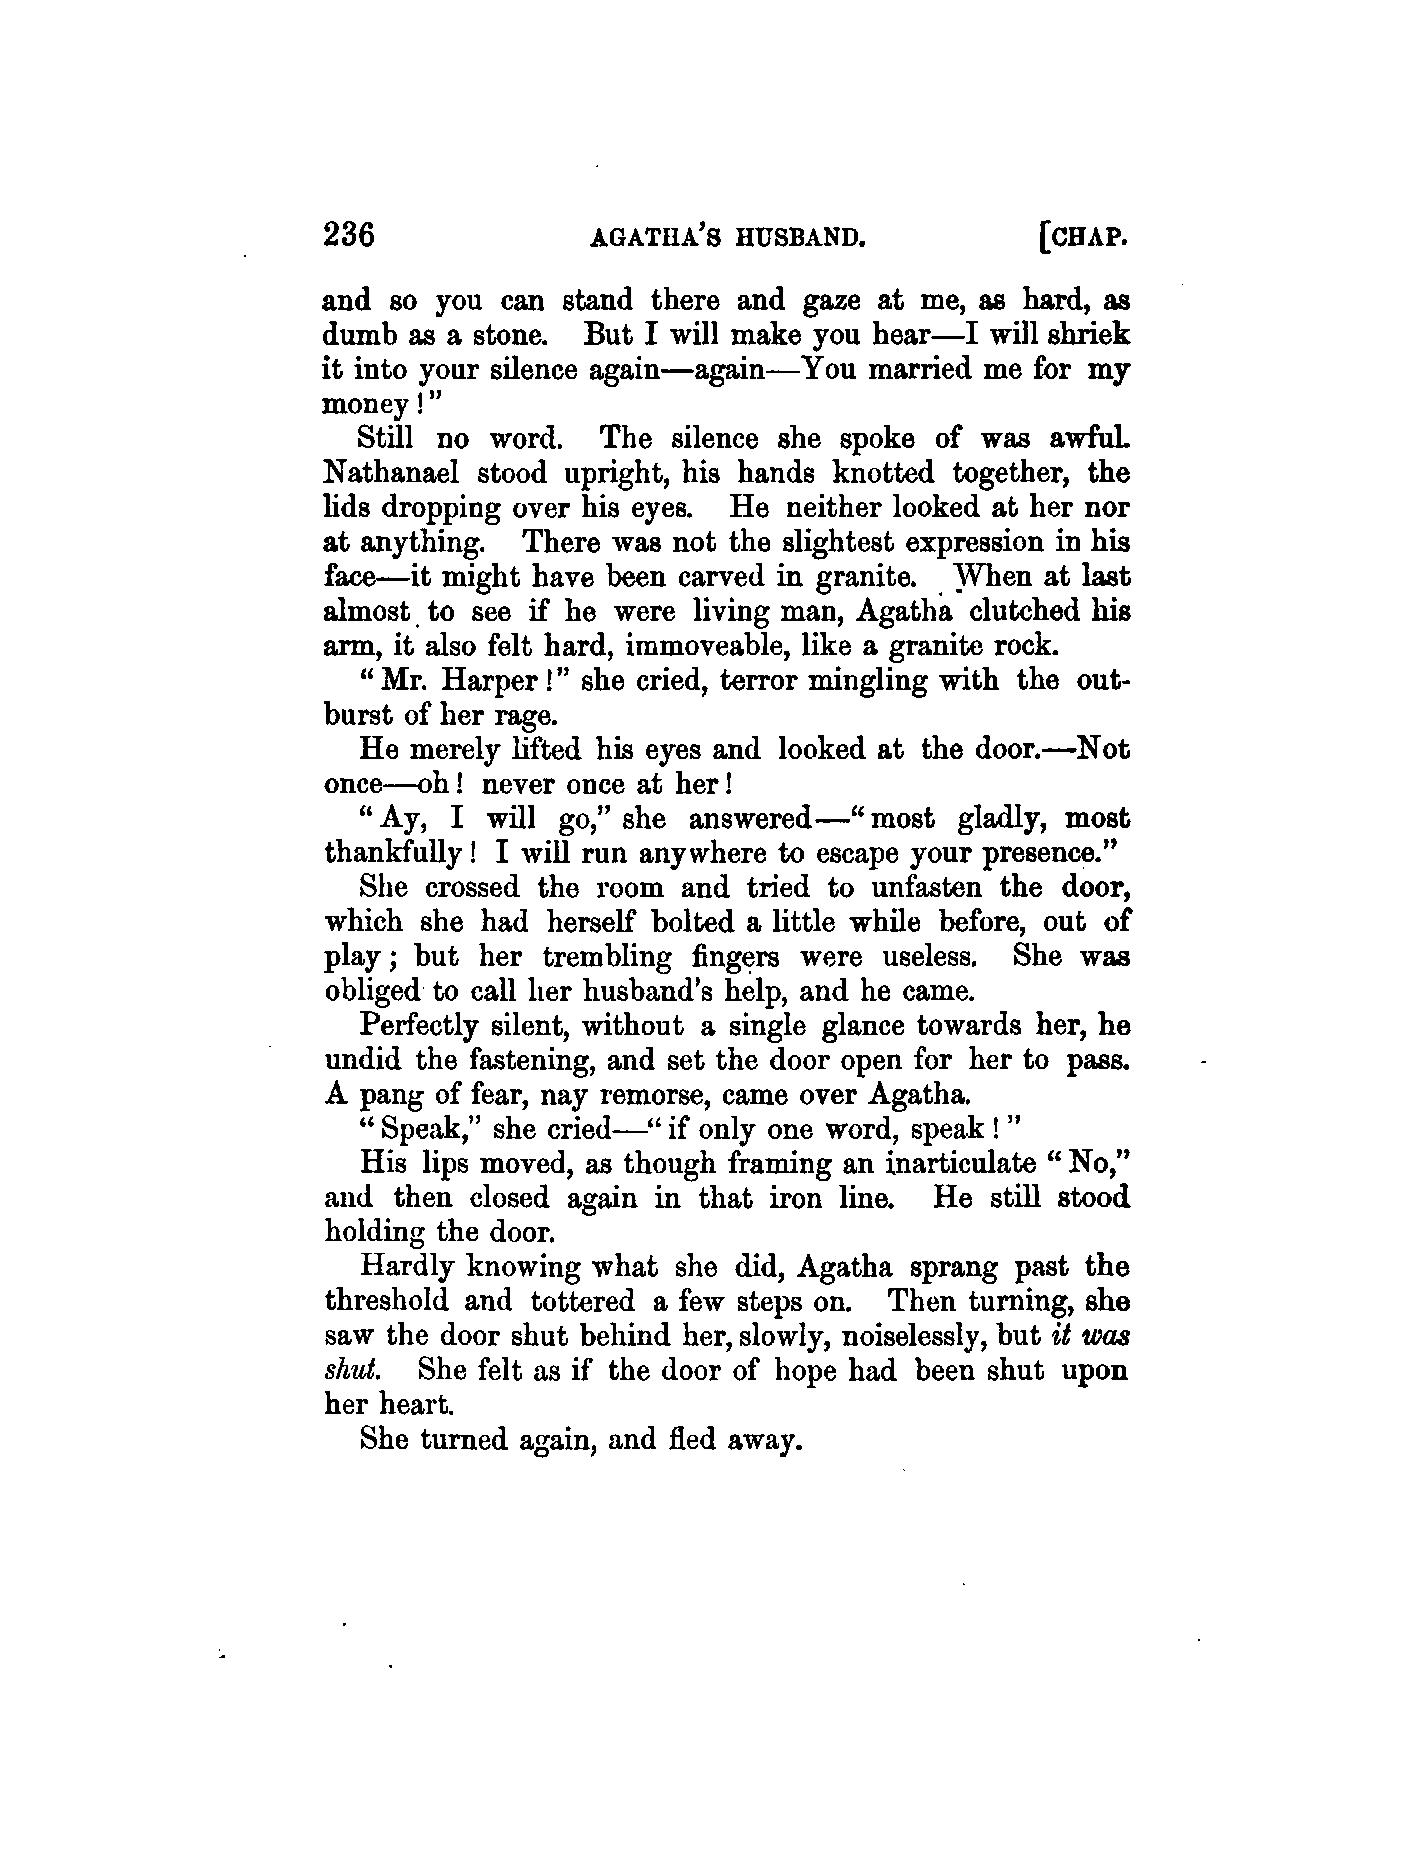 236 AGATHA'S HUSBAND. [CHAP.
and so you can stand there and gaze at me, as hard, as
dumb as a stone. But I will make you hear—I will shriek
it into your silence again—again—You married me for my
money!"
Still no word. The silence she spoke of was awful.
Nathanael stood upright, his hands knotted together, the
lids dropping over his eyes. He neither looked at her nor
at anything. There was not the slightest expression in his
face—it might have been carved in granite. When at last
almost to see if he were living man, Agatha clutched his
arm, it also felt hard, immoveable, like a granite rock.
"Mr. Harper!" she cried, terror mingling with the out-
burst of her rage.
He merely lifted his eyes and looked at the door.—Not
once—oh! never once at her!
"Ay, I will go," she answered—"most gladly, most
thankfully! I will run anywhere to escape your presence."
She crossed the room and tried to unfasten the door,
which she had herself bolted a little while before, out of
play; but her trembling fingers were useless. She was
obliged to call her husband's help, and he came.
Perfectly silent, without a single glance towards her, he
undid the fastening, and set the door open for her to pass.
A pang of fear, nay remorse, came over Agatha.
"Speak," she cried—"if only one word, speak!"
His lips moved, as though framing an inarticulate "No,"
and then closed again in that iron line. He still stood
holding the door.
Hardly knowing what she did, Agatha sprang past the
threshold and tottered a few steps on. Then turning, she
saw the door shut behind her, slowly, noiselessly, but it was
shut. She felt as if the door of hope had been shut upon
her heart.
She turned again, and fled away.